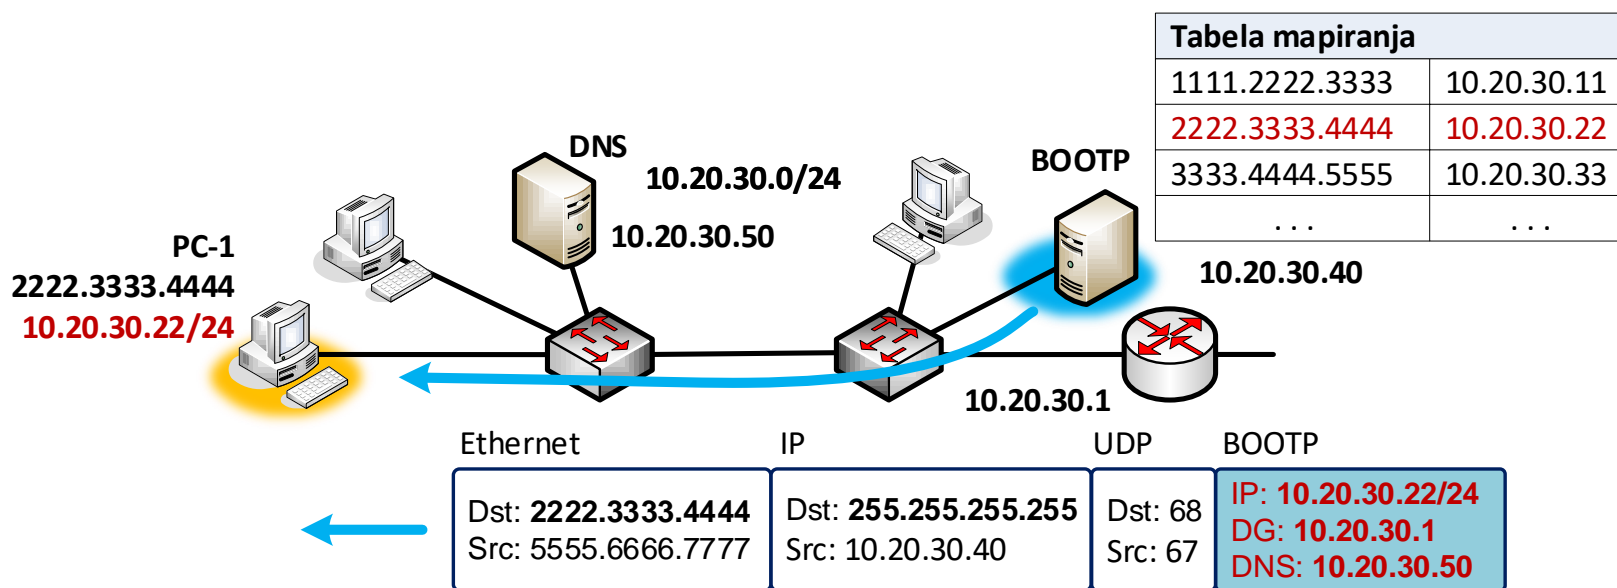 Tabela mapiranja
1111.2222.3333 10.20.30.11
2222.3333.4444 10.20.30.22
3333.4444.5555 10.20.30.33
. . . . . .
DNS
10.20.30.0/24
10.20.30.50
BOOTP
10.20.30.40
PC-1
2222.3333.4444
10.20.30.22/24
10.20.30.1
Ethernet IP UDP BOOTP
Dst: 2222.3333.4444
Src: 5555.6666.7777
Dst: 255.255.255.255
Src: 10.20.30.40
Dst: 68
Src: 67
IP: 10.20.30.22/24
DG: 10.20.30.1
DNS: 10.20.30.50